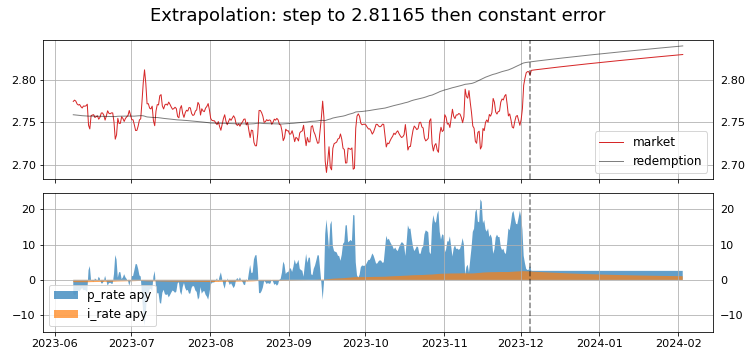 Extrapolation: step to 2.81165 then constant error
2.80
2.75
2.70
2.80
2.75
2.70
market
redemption
20
10
0
−10
20
10
0
−10
p_rate apy
i_rate apy
2023-06 2023-07 2023-08 2023-09 2023-10 2023-11 2023-12 2024-01 2024-02